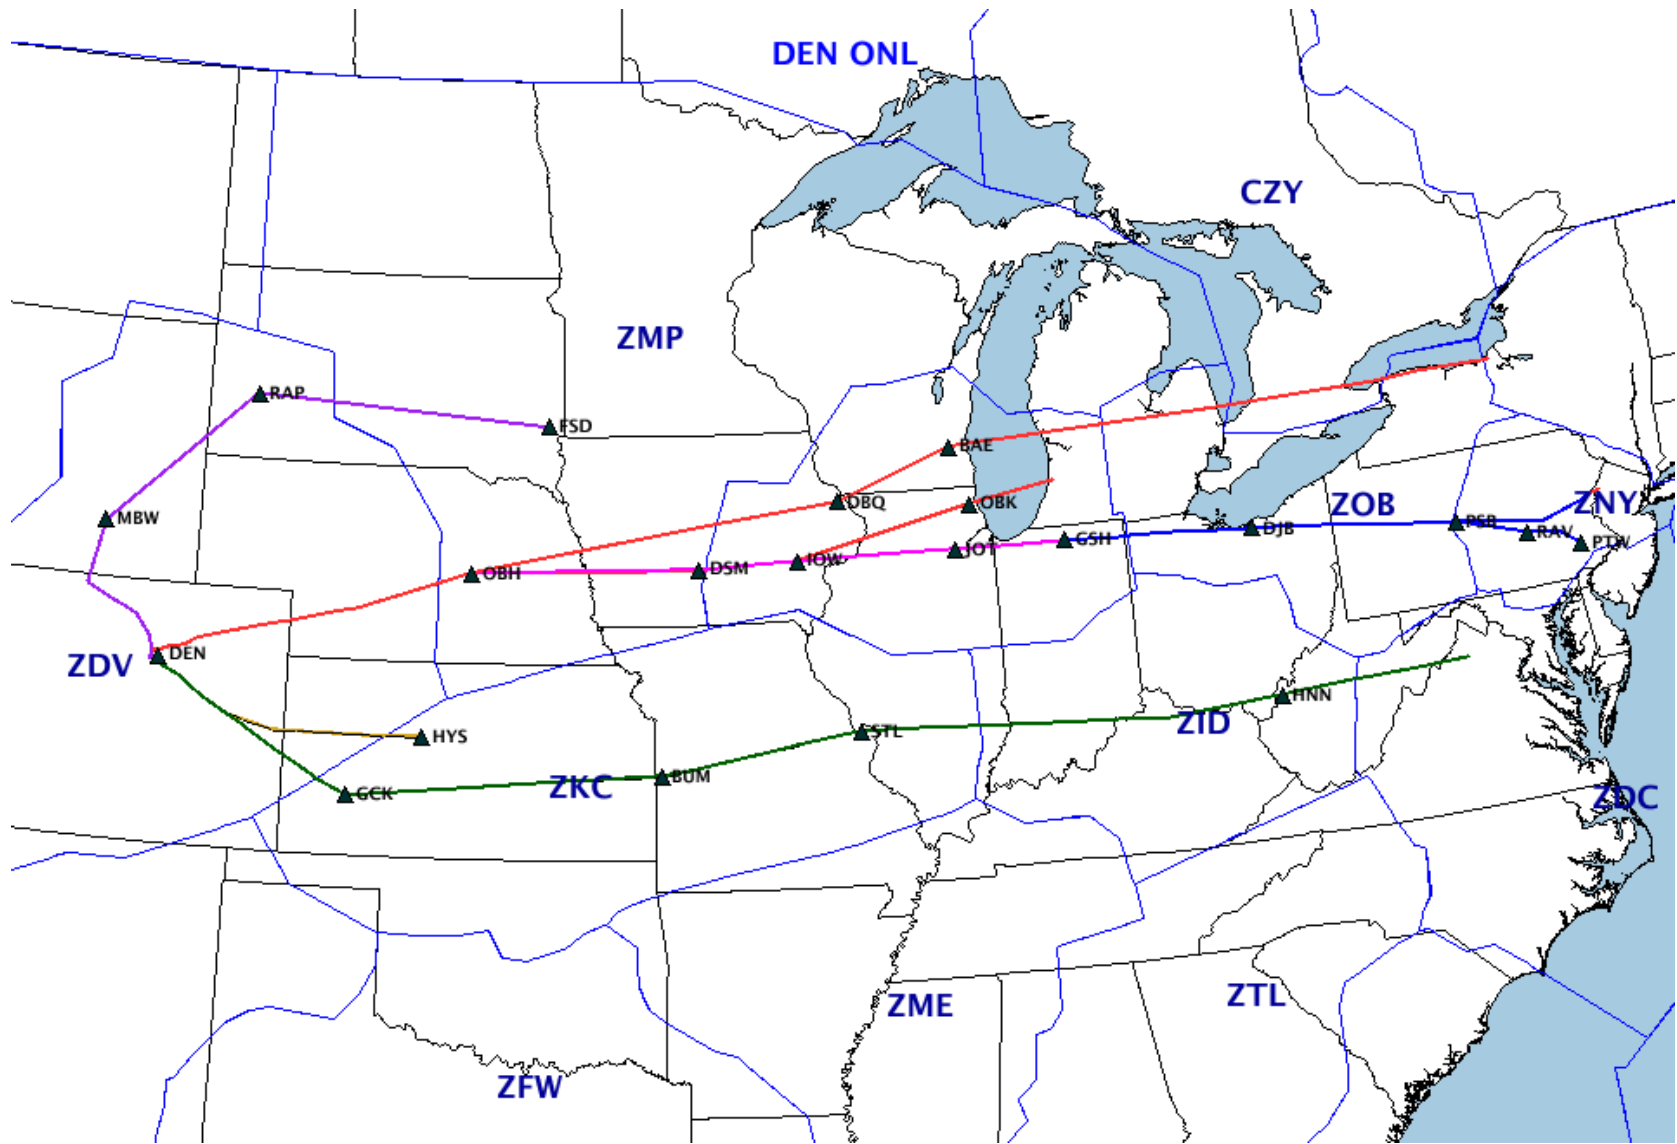 DEN ONL
CZY
ZMP
RAP
FSD
BAE
MBW
DBQ
OBK
ZOB
ZNY
PSB
RAV
DJB
PTW
GSH
JOT
IOW
DSM
OBH
DEN
ZDV
HNN
ZID
STL
HYS
BUM
ZKC
GCK
ZDC
ZTL
ZME
ZFW